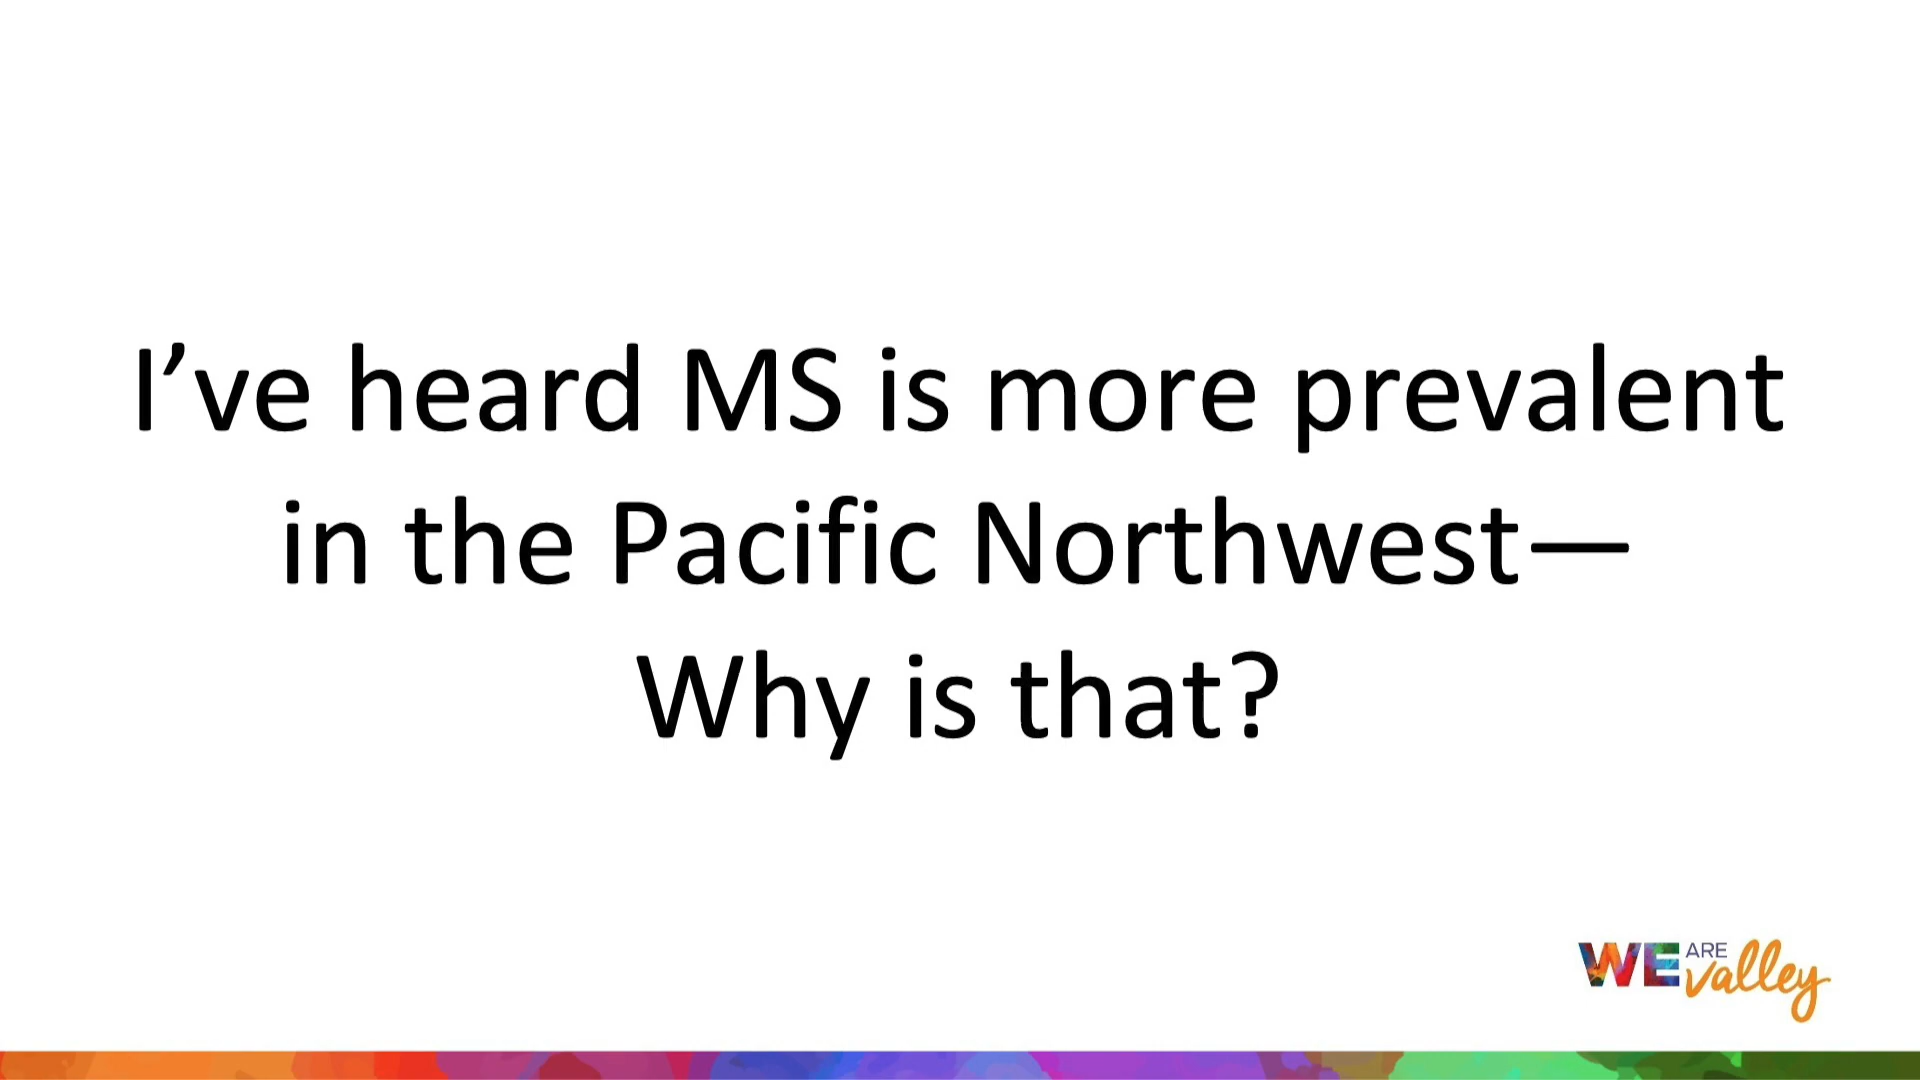 I’ve heard MS is more prevalent
in the Pacific Northwest—
Why is that?
WE ARE valley